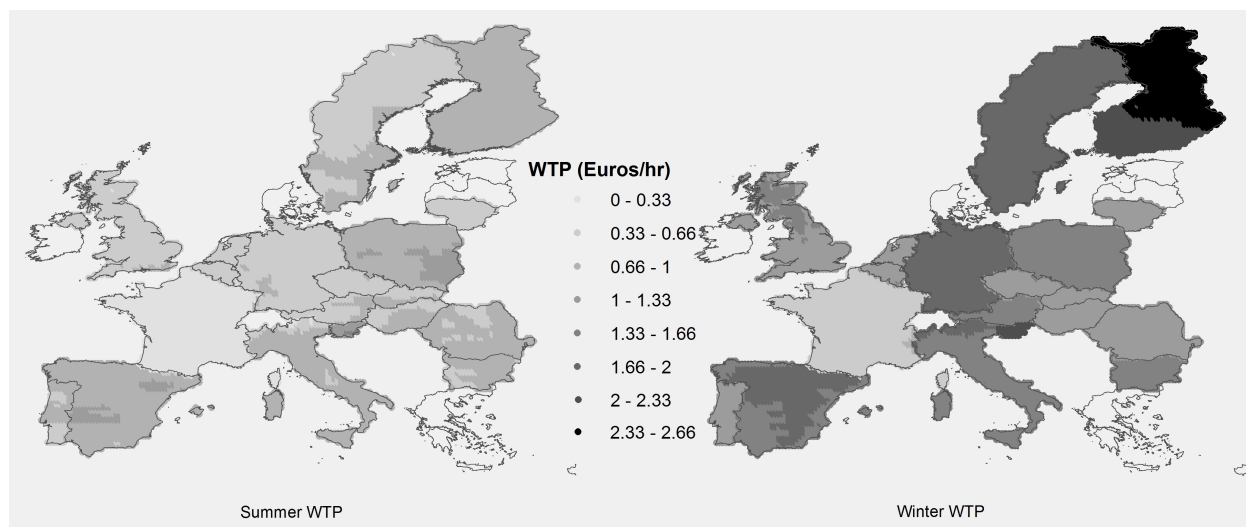 WTP (Euros/hr)
0 - 0.33
0.33 - 0.66
0.66 - 1
1 - 1.33
1.33 - 1.66
1.66 - 2
2 - 2.33
2.33 - 2.66
Summer WTP
Winter WTP